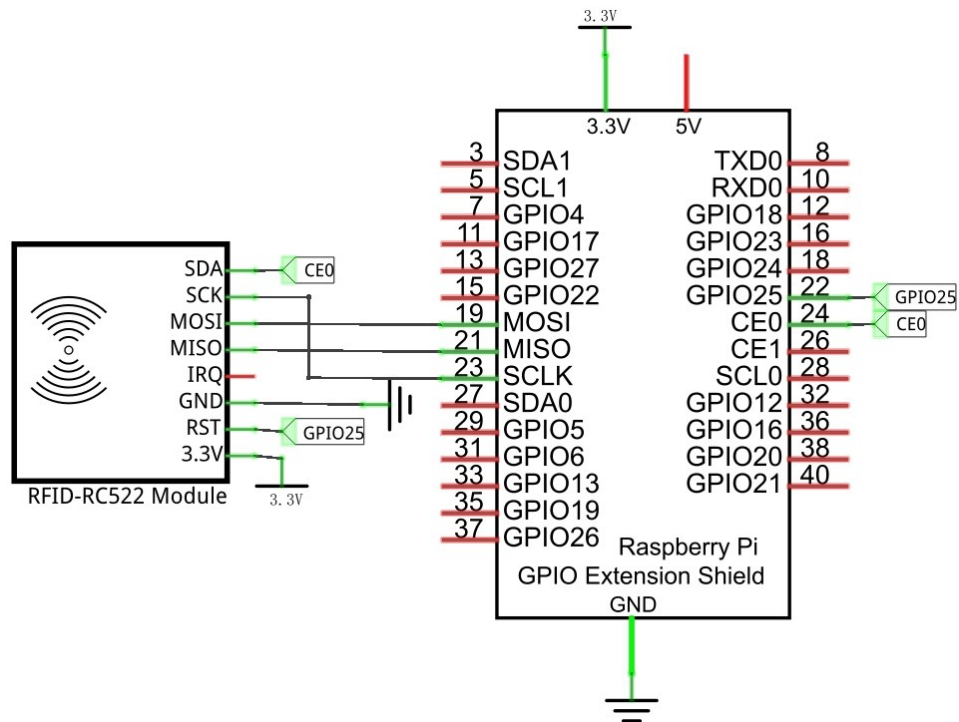 3.3V
3.3V 5V
3 SDA1 TXD0 8
5 SCL1 RXD0 10
7 GPIO4 GPIO18 12
11 GPIO17 GPIO23 16
13 GPIO27 GPIO24 18
15 GPIO22 GPIO25 22 GPIO25
19 MOSI CE0 24 CE0
21 MISO CE1 26
23 SCLK SCL0 28
27 SDA0 GPIO12 32
29 GPIO5 GPIO16 36
31 GPIO6 GPIO20 38
33 GPIO13 GPIO21 40
35 GPIO19
37 GPIO26
Raspberry Pi
GPIO Extension Shield
GND
SDA CE0
SCK
MOSI
MISO
IRQ
GND
RST GPIO25
3.3V
3.3V
RFID-RC522 Module